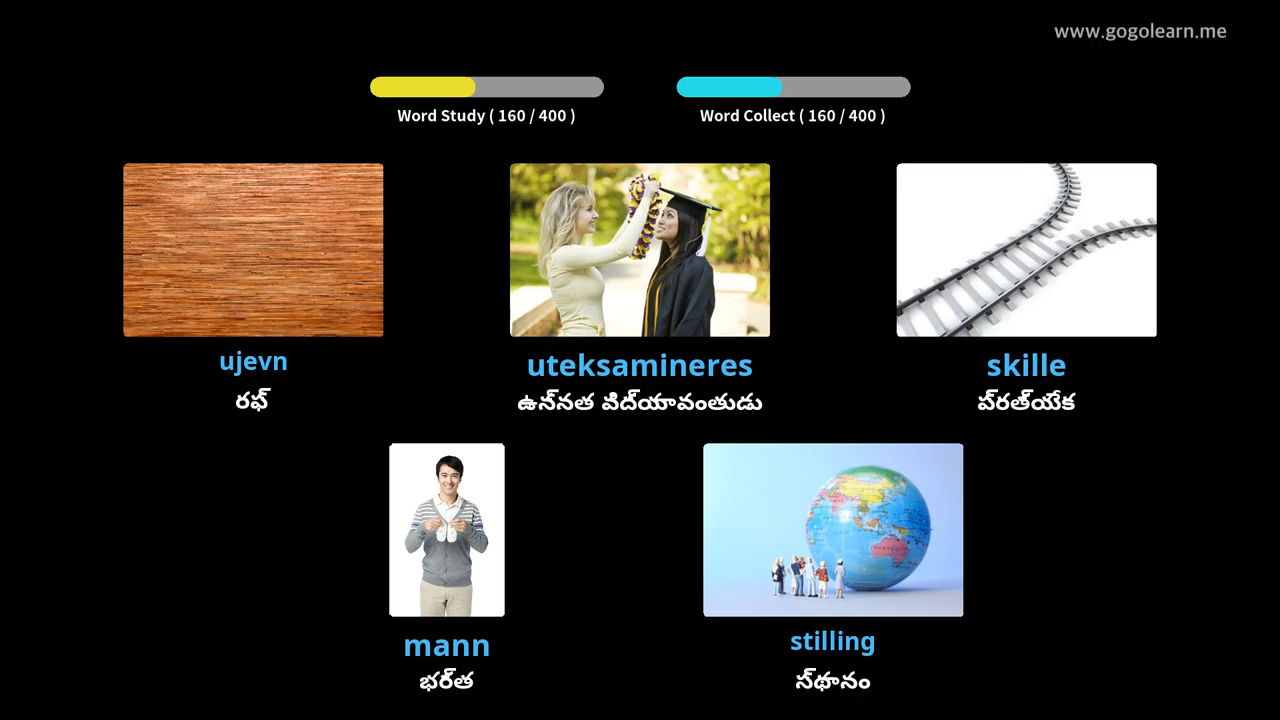 www.gogolearn.me
Word Study ( 160 / 400 )
Word Collect ( 160 / 400 )
ujevn
రఫ్
uteksamineres
ఉన్నత విద్యావంతుడు
skille
ప్రత్యేక
mann
భర్త
stilling
స్థానం